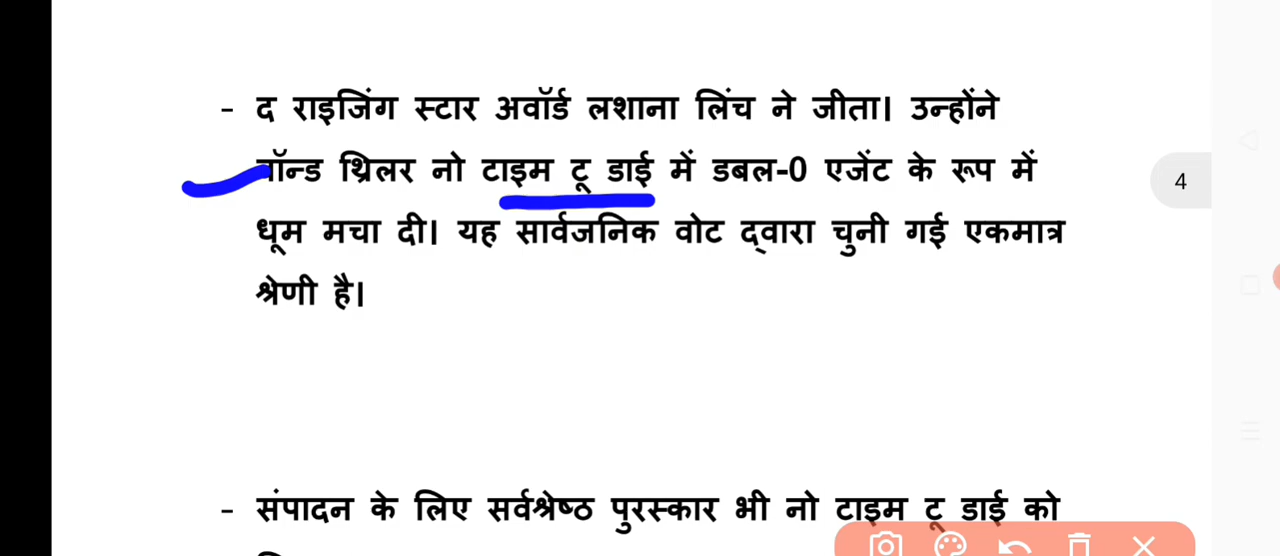 - द राइजिंग स्टार अवॉर्ड लशाना लिंच ने जीता। उन्होंने
बॉन्ड थ्रिलर नो टाइम टू डाई में डबल-0 एजेंट के रूप में
धूम मचा दी। यह सार्वजनिक वोट द्वारा चुनी गई एकमात्र
श्रेणी है।
4
- संपादन के लिए सर्वश्रेष्ठ पुरस्कार भी नो टाइम टू डाई को